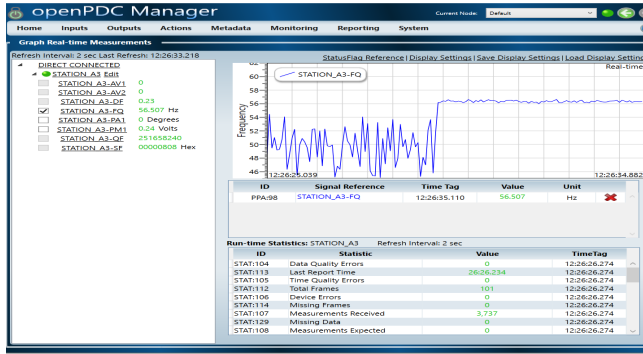 openPDC Manager
Current Node: Default
Home Inputs Outputs Actions Metadata Monitoring Reporting System
Graph Real-time Measurements
Refresh Interval: 2 sec Last Refresh: 12:26:33.218
StatusFlag Reference | Display Settings | Save Display Settings | Load Display Settin
DIRECT CONNECTED
STATION_A3 Edit
STATION_A3-AV1 0
STATION_A3-AV2 0
STATION_A3-DF 0.23
STATION_A3-FQ 56.507 Hz
STATION_A3-PA1 0 Degrees
STATION_A3-PM1 0.24 Volts
STATION_A3-QF 251658240
STATION_A3-SF 00000808 Hex
Real-time
STATION_A3-FQ
Frequency
62
60
58
56
54
52
50
48
46
12:26:25.039 12:26:34.882
ID Signal Reference Time Tag Value Unit
PPA:98 STATION_A3-FQ 12:26:35.110 56.507 Hz
Run-time Statistics: STATION_A3 Refresh Interval: 2 sec
ID Statistic Value TimeTag
STAT:104 Data Quality Errors 0 12:26:26.274
STAT:113 Last Report Time 26:26.234 12:26:26.274
STAT:105 Time Quality Errors 0 12:26:26.274
STAT:112 Total Frames 101 12:26:26.274
STAT:106 Device Errors 0 12:26:26.274
STAT:114 Missing Frames 0 12:26:26.274
STAT:107 Measurements Received 3,737 12:26:26.274
STAT:129 Missing Data 0 12:26:26.274
STAT:108 Measurements Expected 0 12:26:26.274